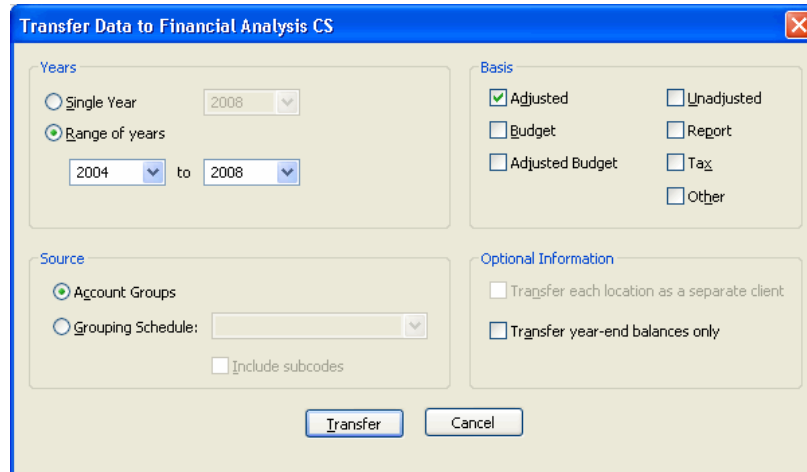 Transfer Data to Financial Analysis CS
Years
Single Year 2008
Range of years
2004 to 2008
Basis
Adjusted Unadjusted
Budget Report
Adjusted Budget Tax
Other
Source
Account Groups
Grouping Schedule:
Include subcodes
Optional Information
Transfer each location as a separate client
Transfer year-end balances only
Transfer Cancel